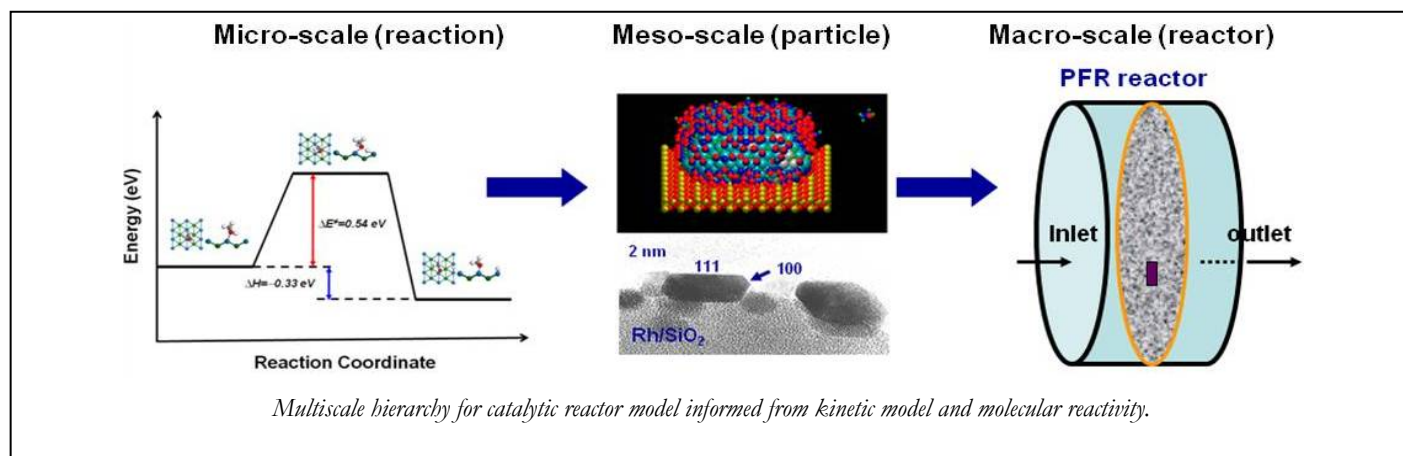 Micro-scale (reaction)
Meso-scale (particle)
Macro-scale (reactor)
PFR reactor
Energy (eV)
ΔE≠=0.54 eV
ΔH=-0.33 eV
Reaction Coordinate
2 nm
111
100
Rh/SiO₂
Inlet
outlet
Multiscale hierarchy for catalytic reactor model informed from kinetic model and molecular reactivity.